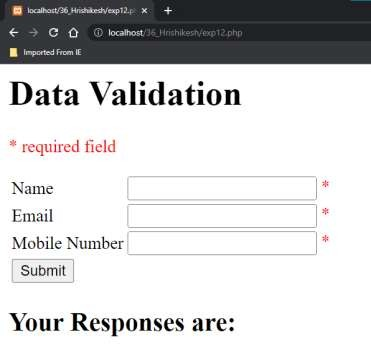 localhost/36_Hrishikesh/exp12.p
localhost/36_Hrishikesh/exp12.php
Imported From IE
Data Validation
* required field
Name *
Email *
Mobile Number *
Submit
Your Responses are: